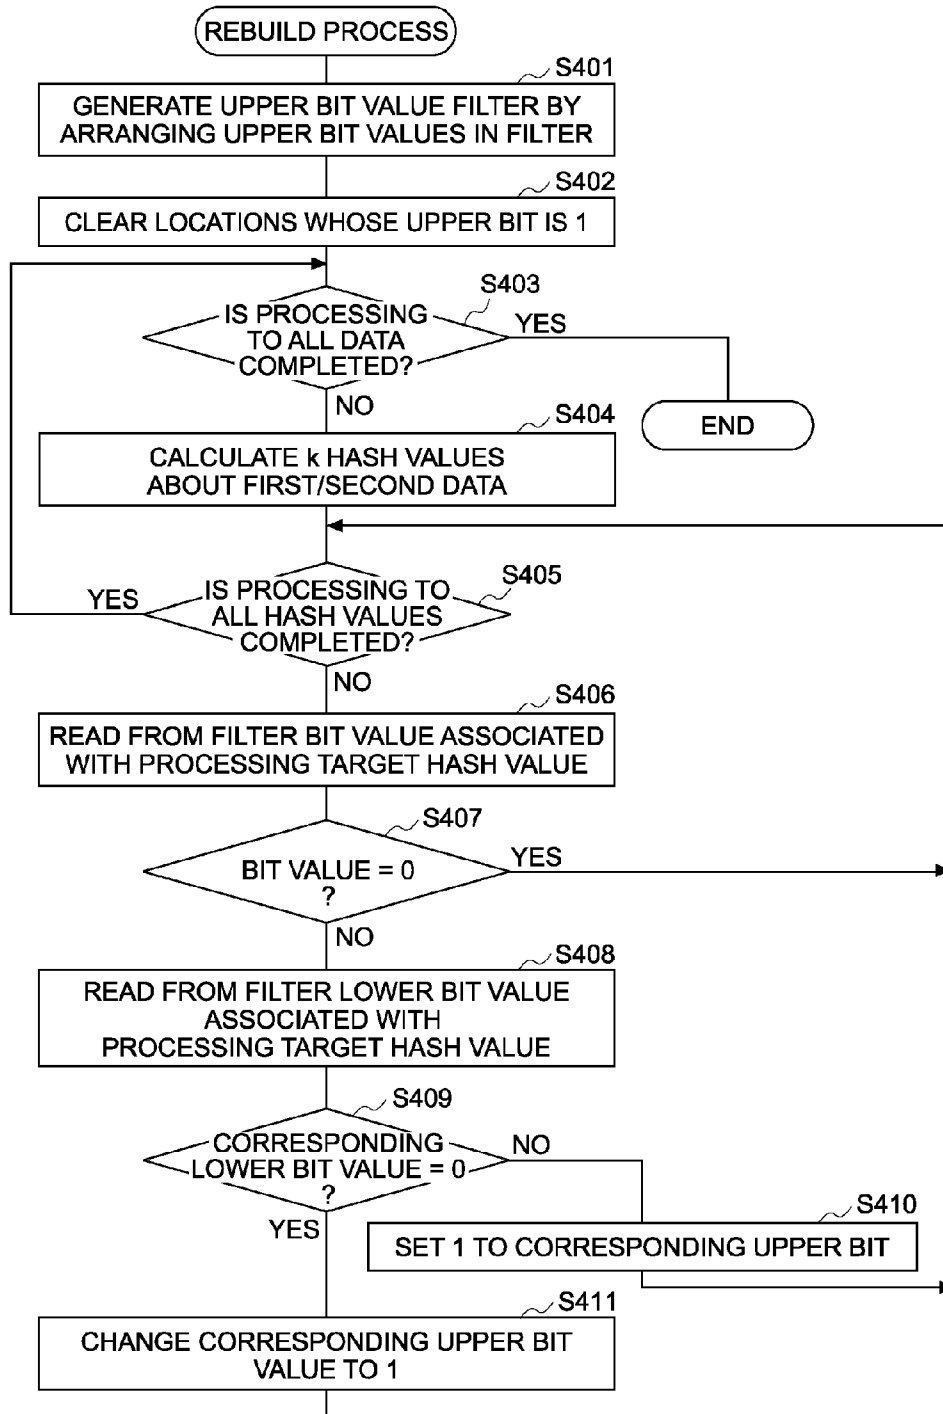 REBUILD PROCESS
S401
GENERATE UPPER BIT VALUE FILTER BY
ARRANGING UPPER BIT VALUES IN FILTER
S402
CLEAR LOCATIONS WHOSE UPPER BIT IS 1
S403
IS PROCESSING
TO ALL DATA
COMPLETED?
YES
NO
END
S404
CALCULATE k HASH VALUES
ABOUT FIRST/SECOND DATA
S405
IS PROCESSING TO
ALL HASH VALUES
COMPLETED?
YES
NO
S406
READ FROM FILTER BIT VALUE ASSOCIATED
WITH PROCESSING TARGET HASH VALUE
S407
BIT VALUE = 0
?
YES
NO
S408
READ FROM FILTER LOWER BIT VALUE
ASSOCIATED WITH
PROCESSING TARGET HASH VALUE
S409
CORRESPONDING
LOWER BIT VALUE = 0
?
NO
YES
S410
SET 1 TO CORRESPONDING UPPER BIT
S411
CHANGE CORRESPONDING UPPER BIT
VALUE TO 1